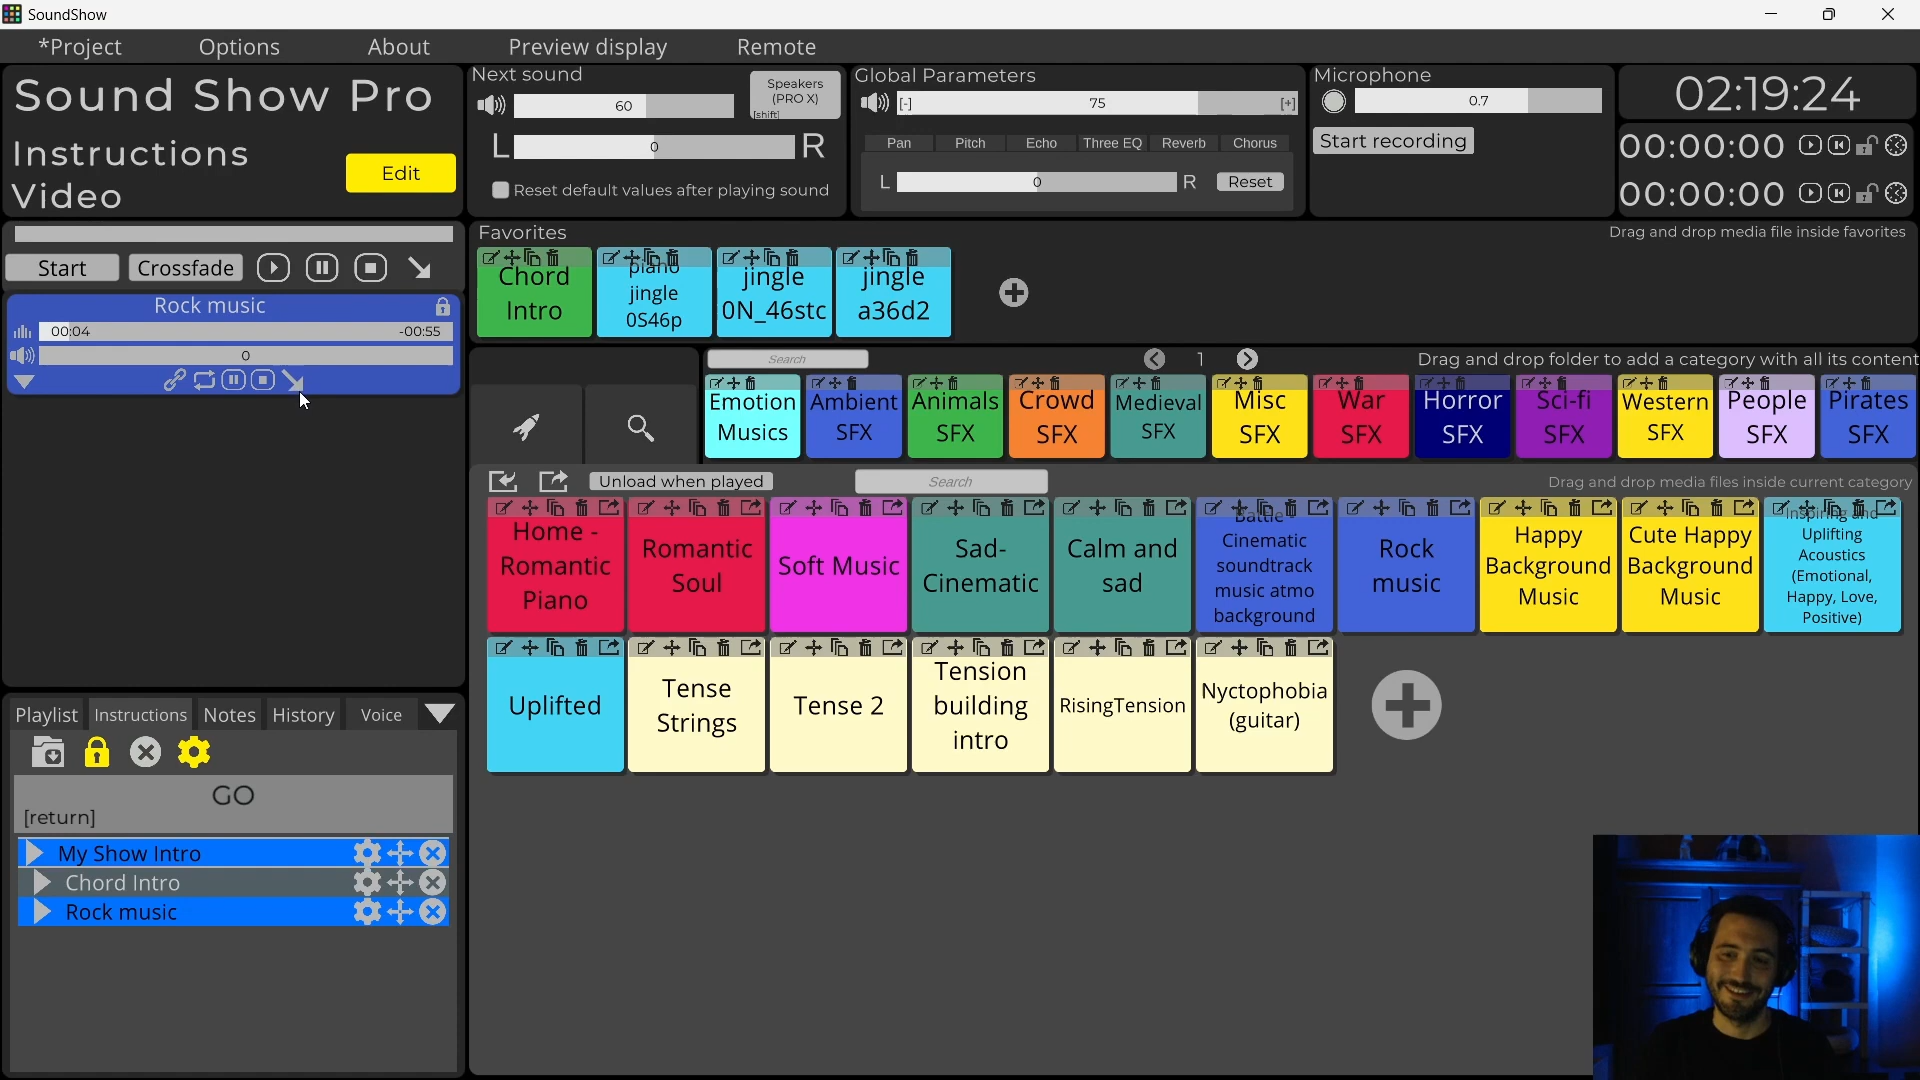 SoundShow
*Project
Options
About
Preview display
Remote
Sound Show Pro
Instructions
Video
Edit
Next sound
60
Speakers
(PRO X)
[shift]
L
0
R
Reset default values after playing sound
Global Parameters
[-]
75
[+]
Pan
Pitch
Echo
Three EQ
Reverb
Chorus
L
0
R
Reset
Microphone
0.7
Start recording
02:19:24
00:00:00
00:00:00
Start
Crossfade
Rock music
00:04
-00:55
0
Favorites
Drag and drop media file inside favorites
Chord
Intro
piano
jingle
0S46p
jingle
0N_46stc
jingle
a36d2
Search
1
Drag and drop folder to add a category with all its content
Emotion
Musics
Ambient
SFX
Animals
SFX
Crowd
SFX
Medieval
SFX
Misc
SFX
War
SFX
Horror
SFX
Sci-fi
SFX
Western
SFX
People
SFX
Pirates
SFX
Unload when played
Search
Drag and drop media files inside current category
Home -
Romantic
Piano
Romantic
Soul
Soft Music
Sad-
Cinematic
Calm and
sad
Battle -
Cinematic
soundtrack
music atmo
background
Rock
music
Happy
Background
Music
Cute Happy
Background
Music
Inspiring and
Uplifting
Acoustics
(Emotional,
Happy, Love,
Positive)
Uplifted
Tense
Strings
Tense 2
Tension
building
intro
RisingTension
Nyctophobia
(guitar)
Playlist
Instructions
Notes
History
Voice
GO
[return]
My Show Intro
Chord Intro
Rock music